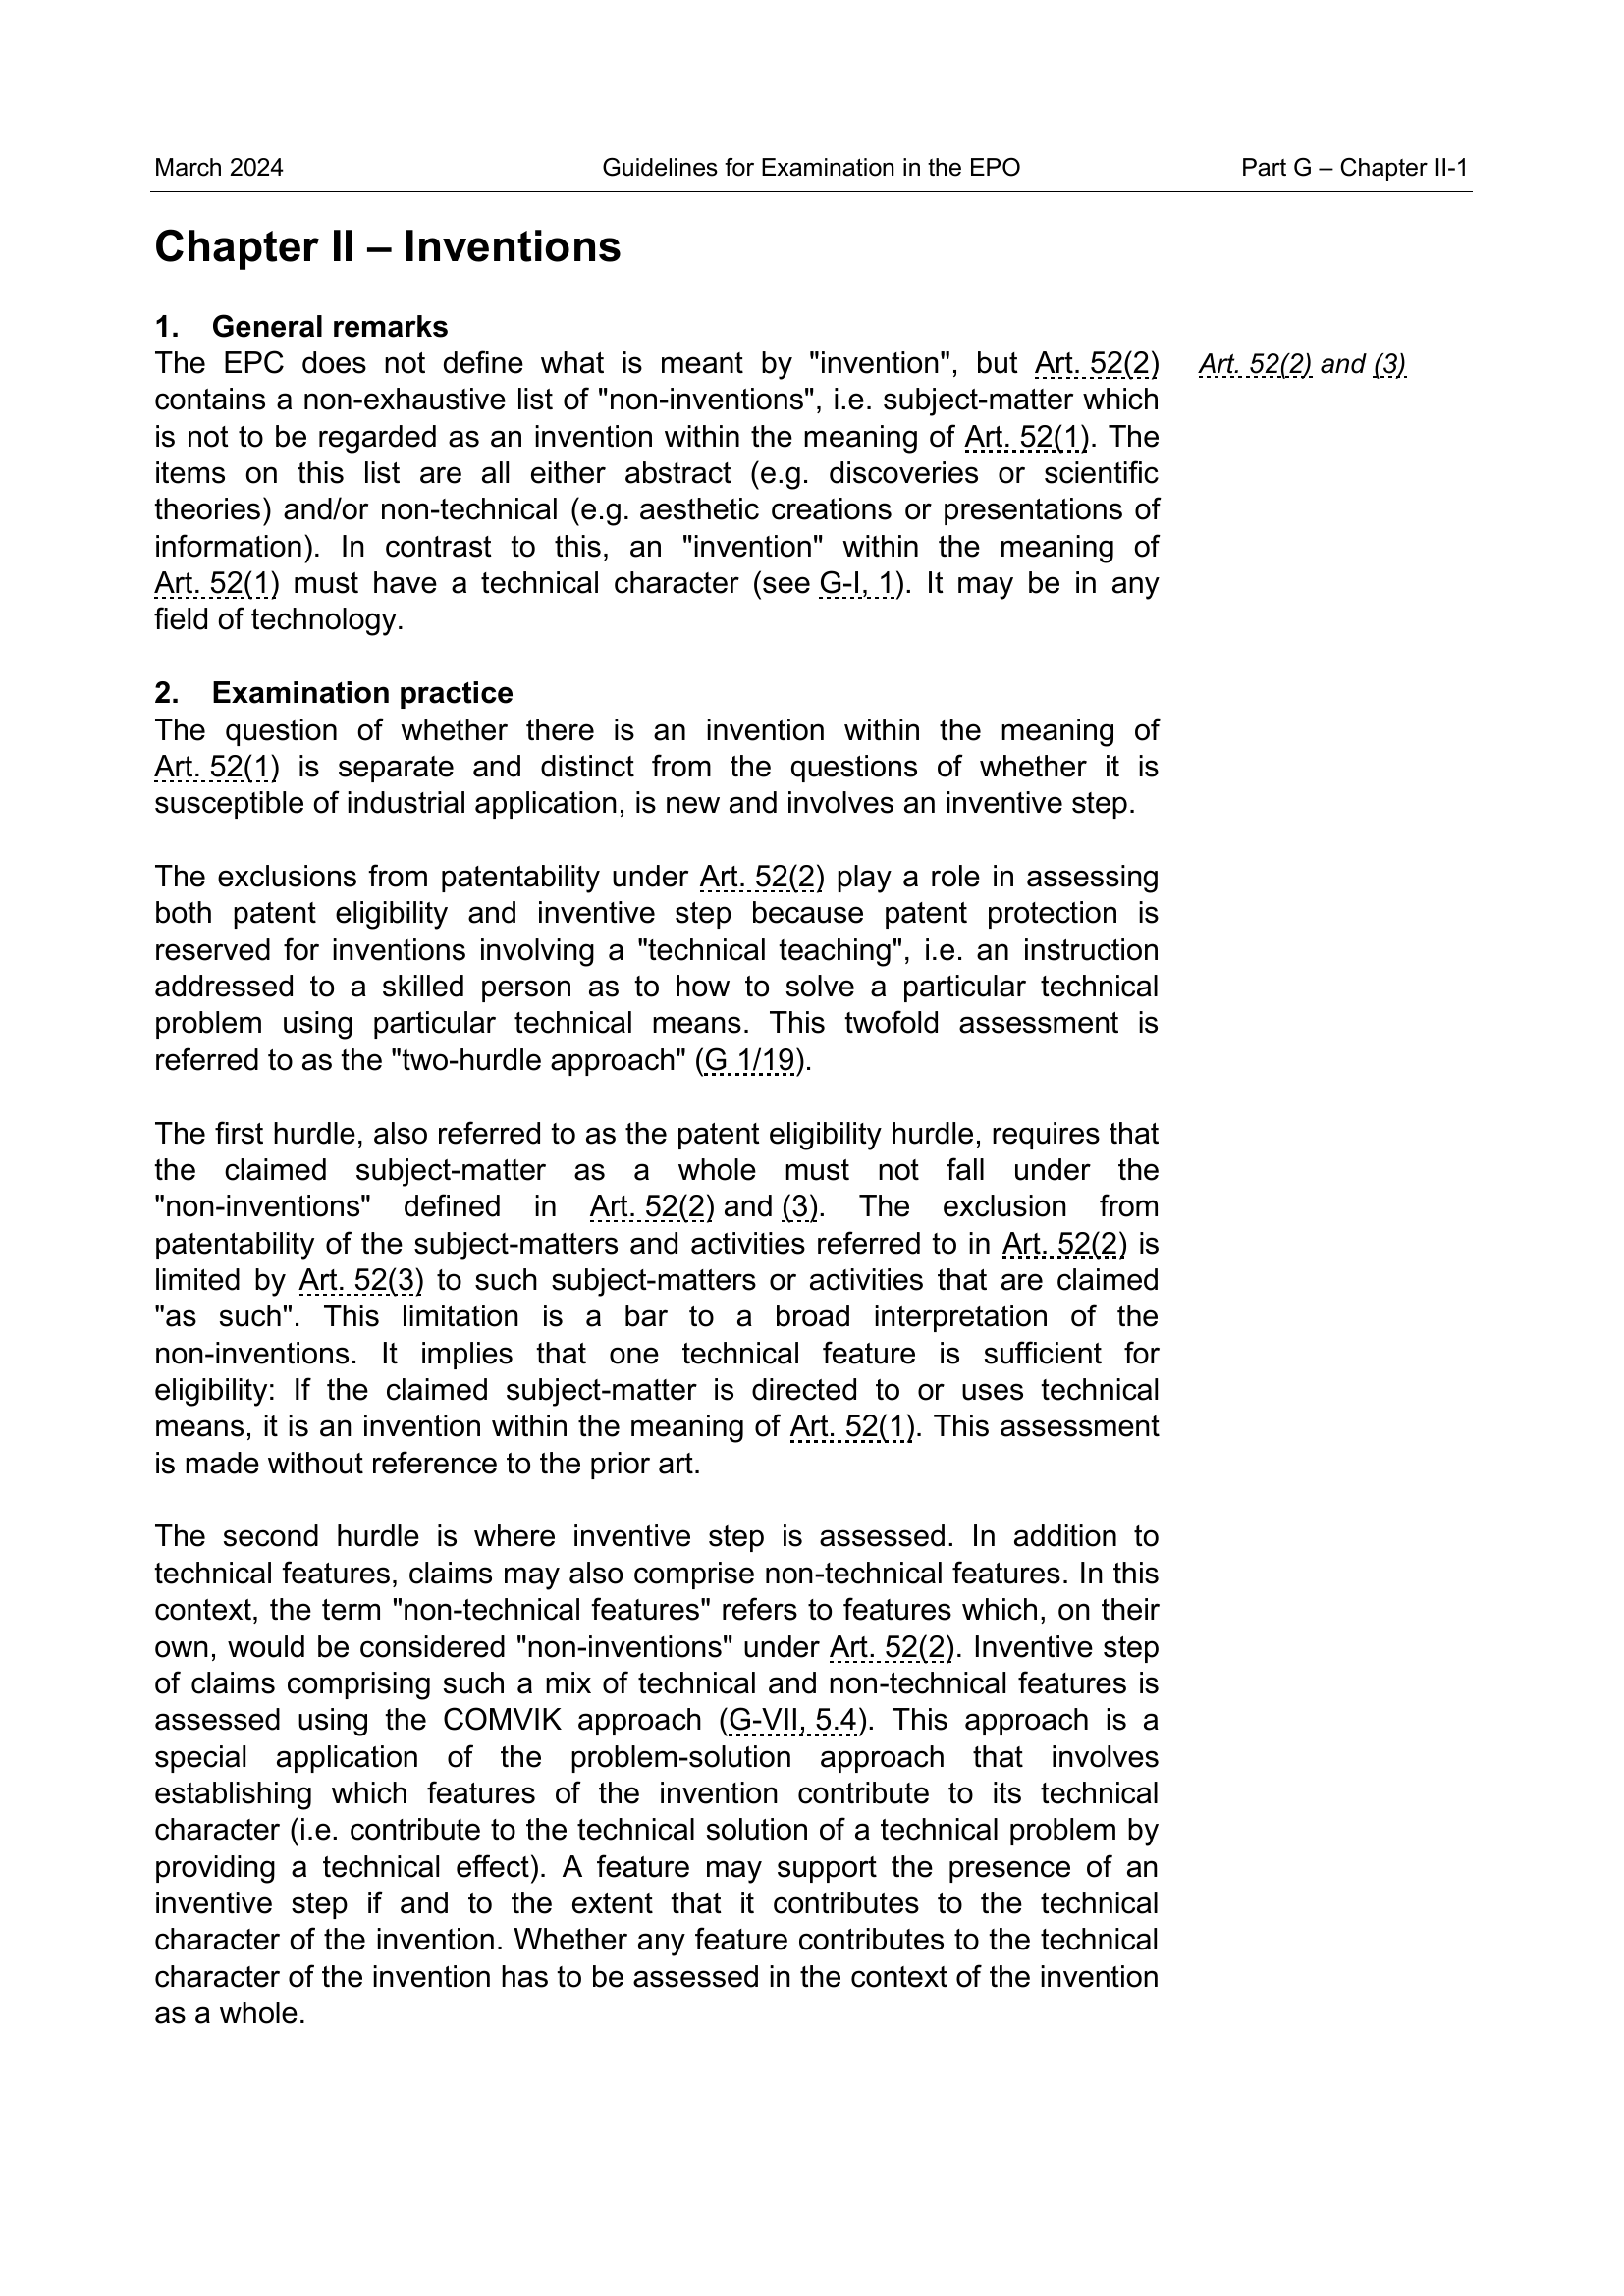 March 2024
Guidelines for Examination in the EPO
Part G – Chapter II-1
Chapter II – Inventions
1. General remarks
The EPC does not define what is meant by "invention", but Art. 52(2)
Art. 52(2) and (3)
contains a non-exhaustive list of "non-inventions", i.e. subject-matter which
is not to be regarded as an invention within the meaning of Art. 52(1). The
items on this list are all either abstract (e.g. discoveries or scientific
theories) and/or non-technical (e.g. aesthetic creations or presentations of
information). In contrast to this, an "invention" within the meaning of
Art. 52(1) must have a technical character (see G-I, 1). It may be in any
field of technology.
2. Examination practice
The question of whether there is an invention within the meaning of
Art. 52(1) is separate and distinct from the questions of whether it is
susceptible of industrial application, is new and involves an inventive step.
The exclusions from patentability under Art. 52(2) play a role in assessing
both patent eligibility and inventive step because patent protection is
reserved for inventions involving a "technical teaching", i.e. an instruction
addressed to a skilled person as to how to solve a particular technical
problem using particular technical means. This twofold assessment is
referred to as the "two-hurdle approach" (G 1/19).
The first hurdle, also referred to as the patent eligibility hurdle, requires that
the claimed subject-matter as a whole must not fall under the
"non-inventions" defined in Art. 52(2) and (3). The exclusion from
patentability of the subject-matters and activities referred to in Art. 52(2) is
limited by Art. 52(3) to such subject-matters or activities that are claimed
"as such". This limitation is a bar to a broad interpretation of the
non-inventions. It implies that one technical feature is sufficient for
eligibility: If the claimed subject-matter is directed to or uses technical
means, it is an invention within the meaning of Art. 52(1). This assessment
is made without reference to the prior art.
The second hurdle is where inventive step is assessed. In addition to
technical features, claims may also comprise non-technical features. In this
context, the term "non-technical features" refers to features which, on their
own, would be considered "non-inventions" under Art. 52(2). Inventive step
of claims comprising such a mix of technical and non-technical features is
assessed using the COMVIK approach (G-VII, 5.4). This approach is a
special application of the problem-solution approach that involves
establishing which features of the invention contribute to its technical
character (i.e. contribute to the technical solution of a technical problem by
providing a technical effect). A feature may support the presence of an
inventive step if and to the extent that it contributes to the technical
character of the invention. Whether any feature contributes to the technical
character of the invention has to be assessed in the context of the invention
as a whole.